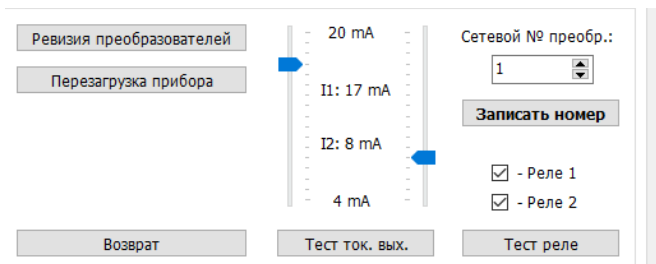 Ревизия преобразователей
Перезагрузка прибора
Возврат
20 mA
I1: 17 mA
I2: 8 mA
4 mA
Тест ток. вых.
Сетевой № преобр.:
1
Записать номер
- Реле 1
- Реле 2
Тест реле